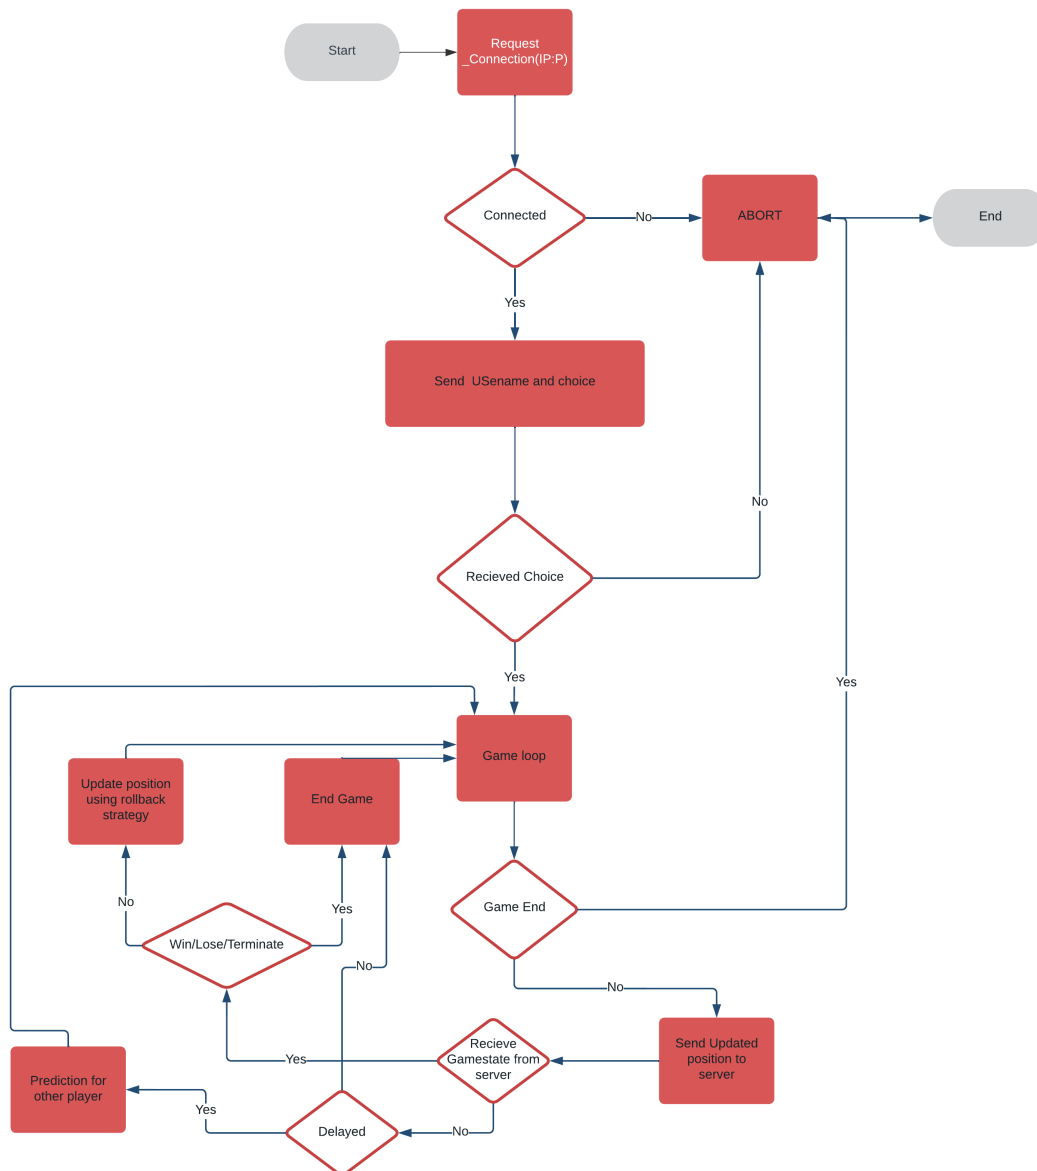 Start
Request
_Connection(IP:P)
Connected
No
ABORT
End
Yes
Send  USename and choice
No
Recieved Choice
Yes
Yes
Game loop
Update position
using rollback
strategy
End Game
No
Yes
Game End
Win/Lose/Terminate
No
No
Recieve
Gamestate from
server
Send Updated
position to
server
Yes
Prediction for
other player
Yes
Delayed
No